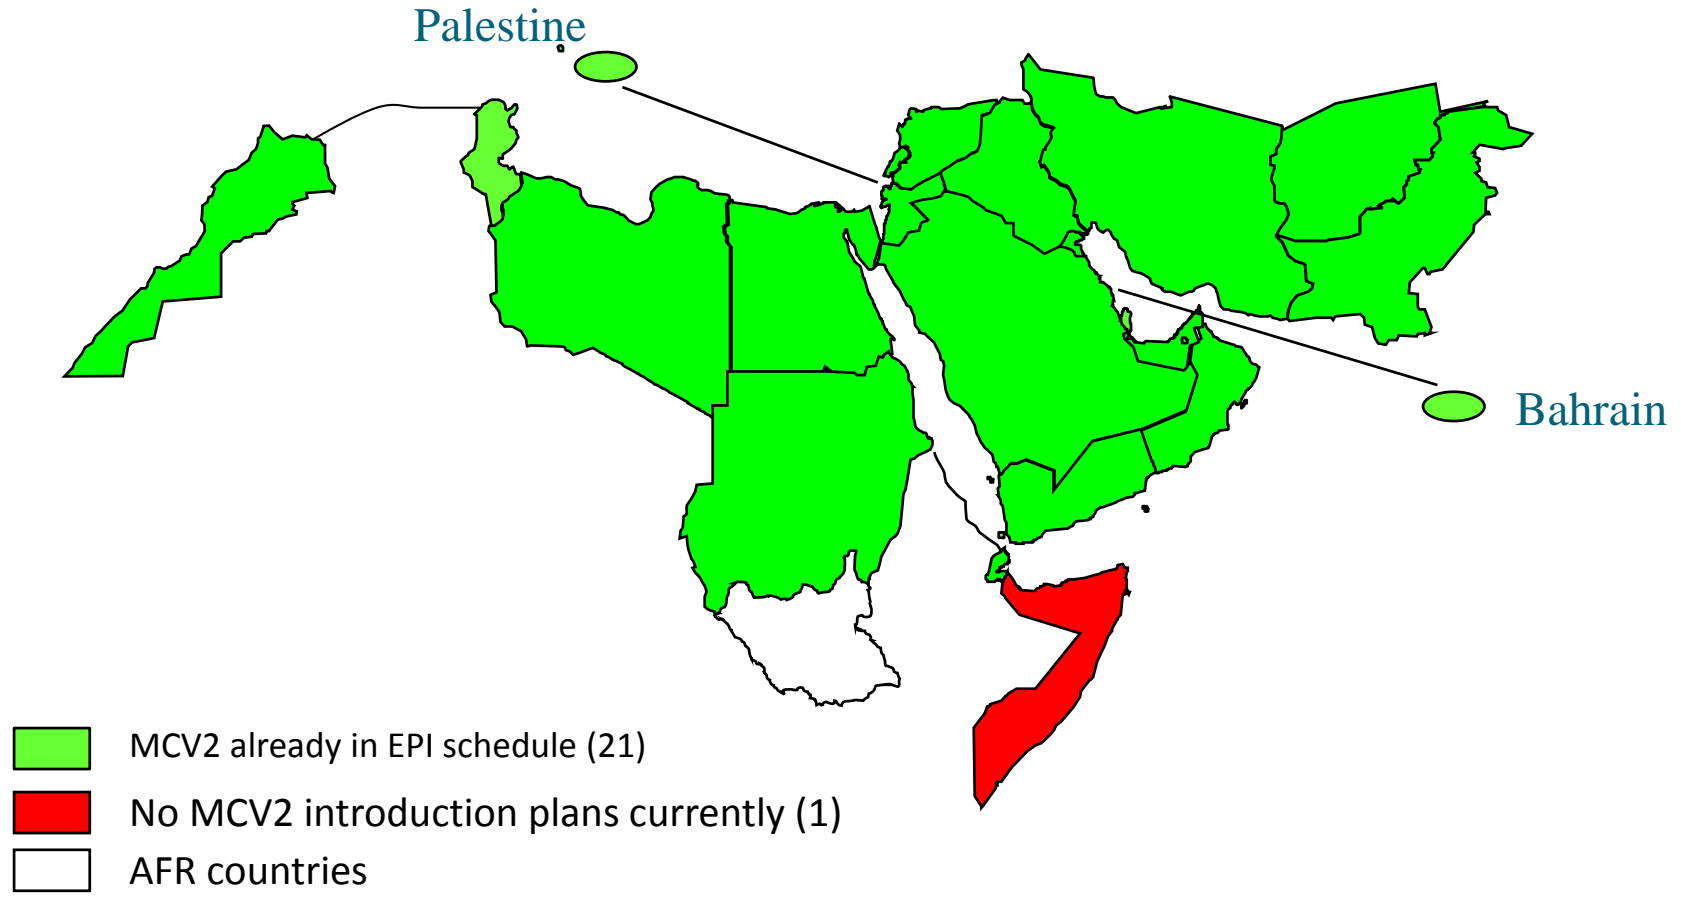 Palestine
Bahrain
MCV2 already in EPI schedule (21)
No MCV2 introduction plans currently (1)
AFR countries